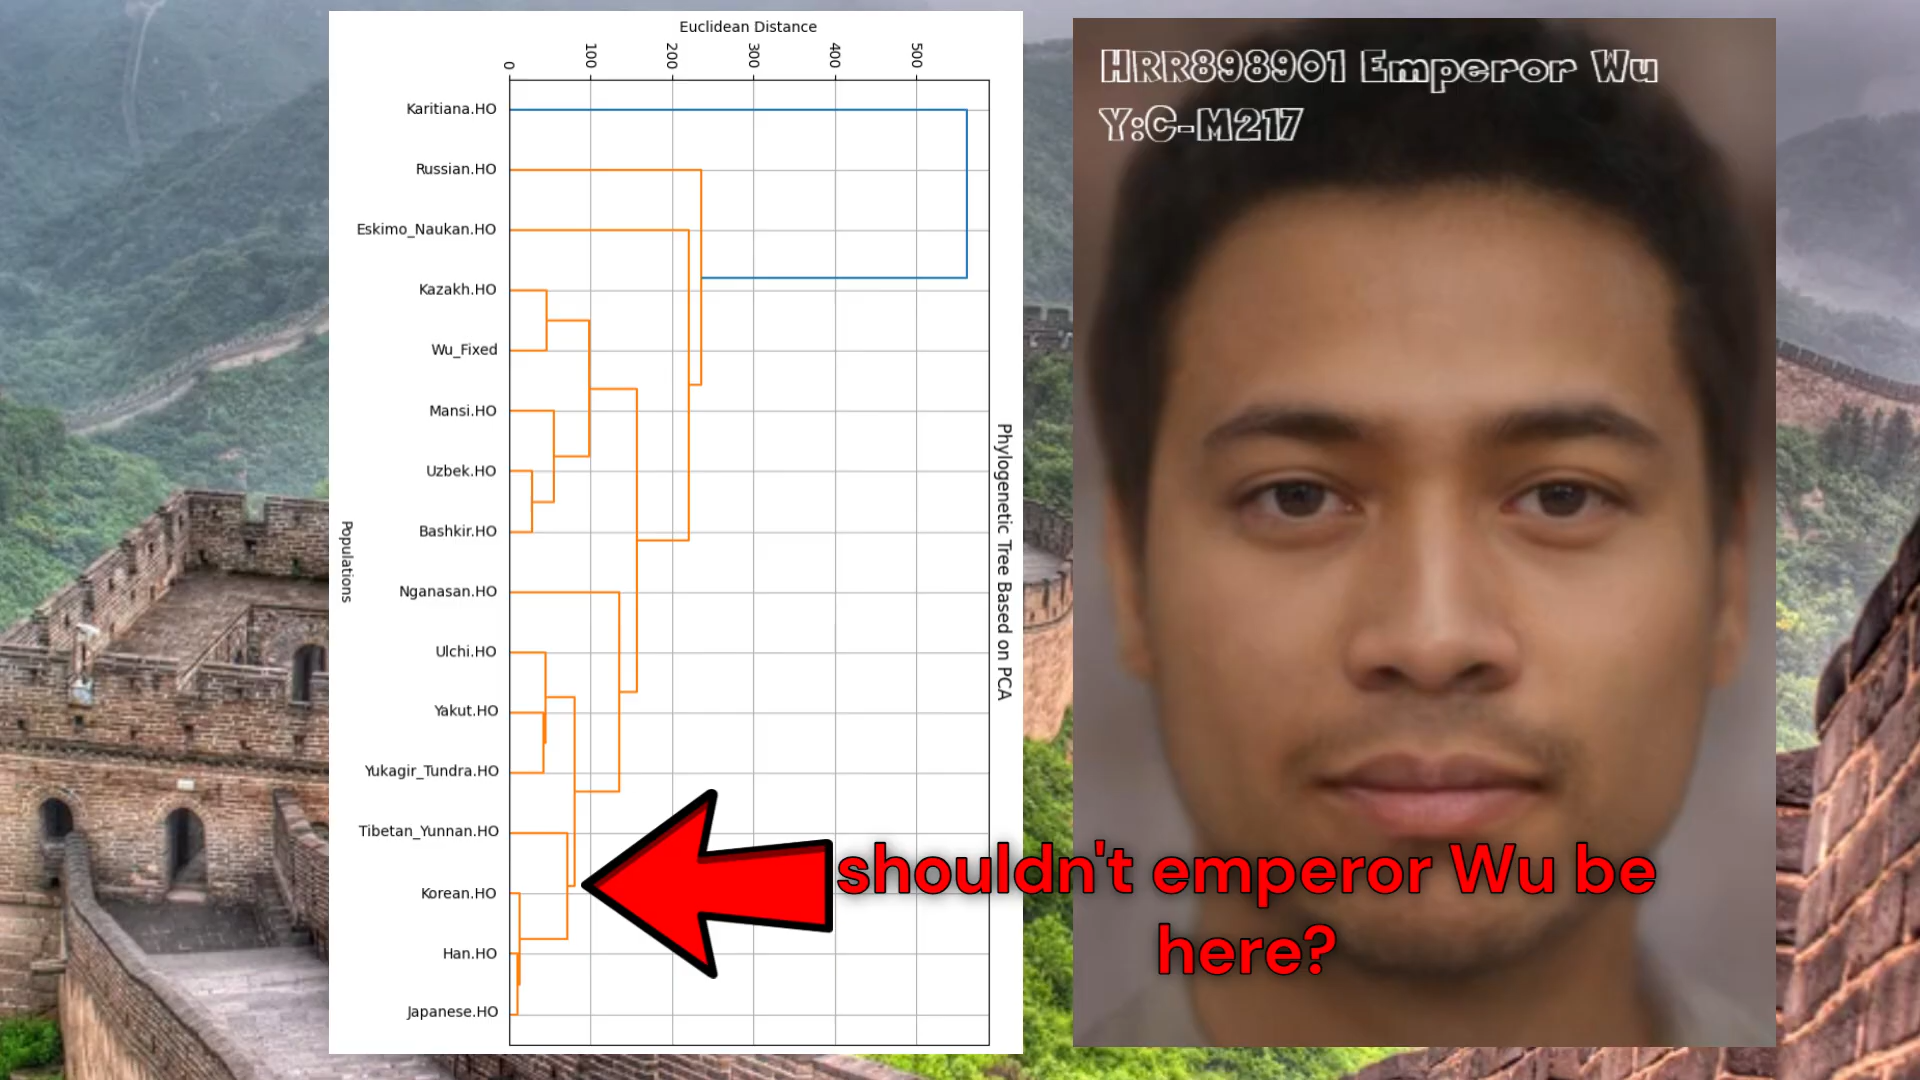 Euclidean Distance
0 100 200 300 400 500
Karitiana.HO
Russian.HO
Eskimo_Naukan.HO
Kazakh.HO
Wu_Fixed
Mansi.HO
Uzbek.HO
Bashkir.HO
Nganasan.HO
Ulchi.HO
Yakut.HO
Yukagir_Tundra.HO
Tibetan_Yunnan.HO
Korean.HO
Han.HO
Japanese.HO
Populations
Phylogenetic Tree Based on PCA
HRR898901 Emperor Wu
Y:C-M217
shouldn't emperor Wu be
here?